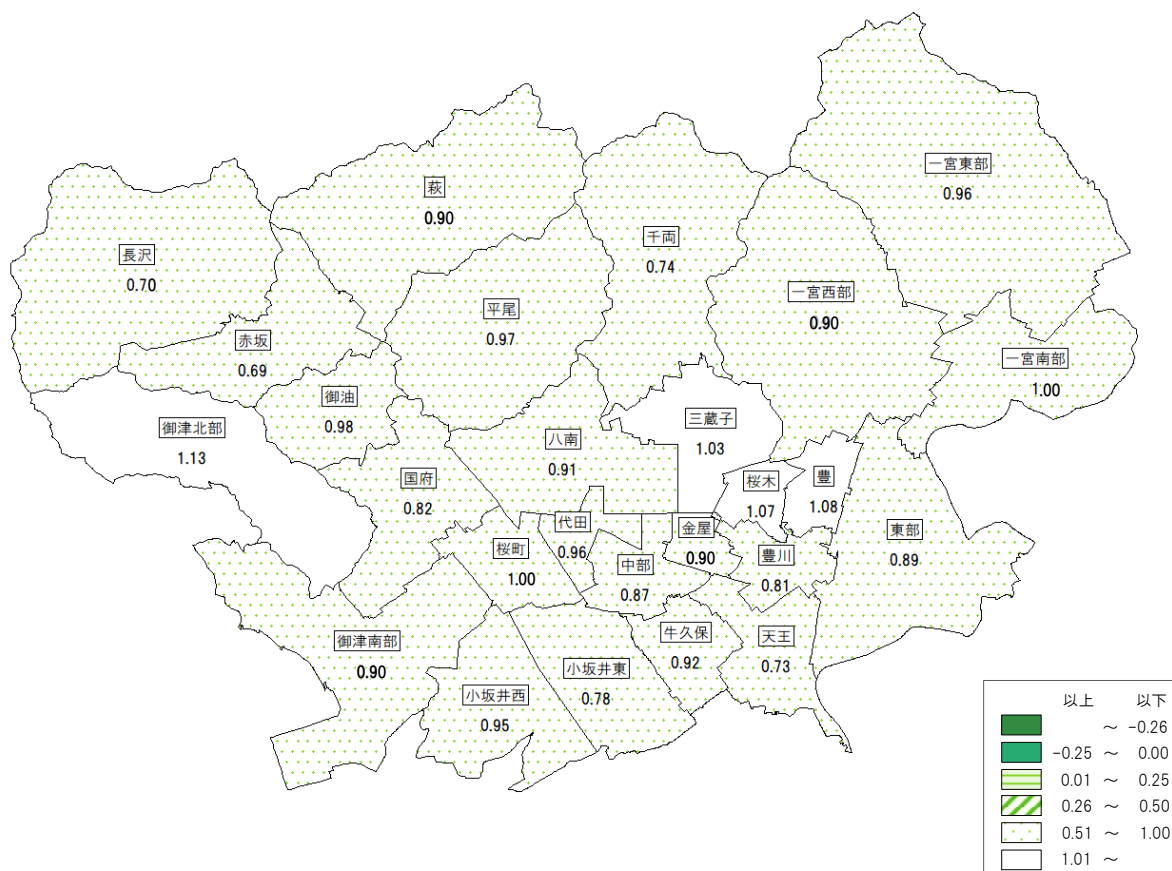 一宮東部
0.96
萩
0.90
千両
0.74
長沢
0.70
一宮西部
0.90
平尾
0.97
赤坂
0.69
一宮南部
1.00
御油
0.98
三蔵子
1.03
御津北部
1.13
八南
0.91
国府
0.82
桜木
1.07
豊
1.08
代田
0.96
金屋
0.90
東部
0.89
桜町
1.00
中部
0.87
豊川
0.81
御津南部
0.90
牛久保
0.92
天王
0.73
小坂井東
0.78
小坂井西
0.95
以上 以下
～ -0.26
-0.25 ～ 0.00
0.01 ～ 0.25
0.26 ～ 0.50
0.51 ～ 1.00
1.01 ～